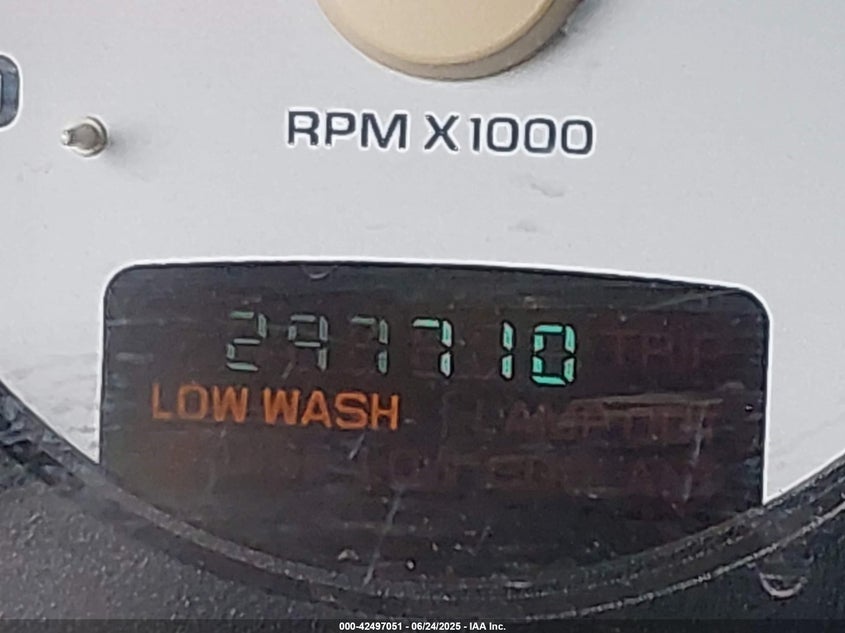 RPM X1000
297710
LOW WASH
000-42497051 - 06/24/2025 - IAA Inc.